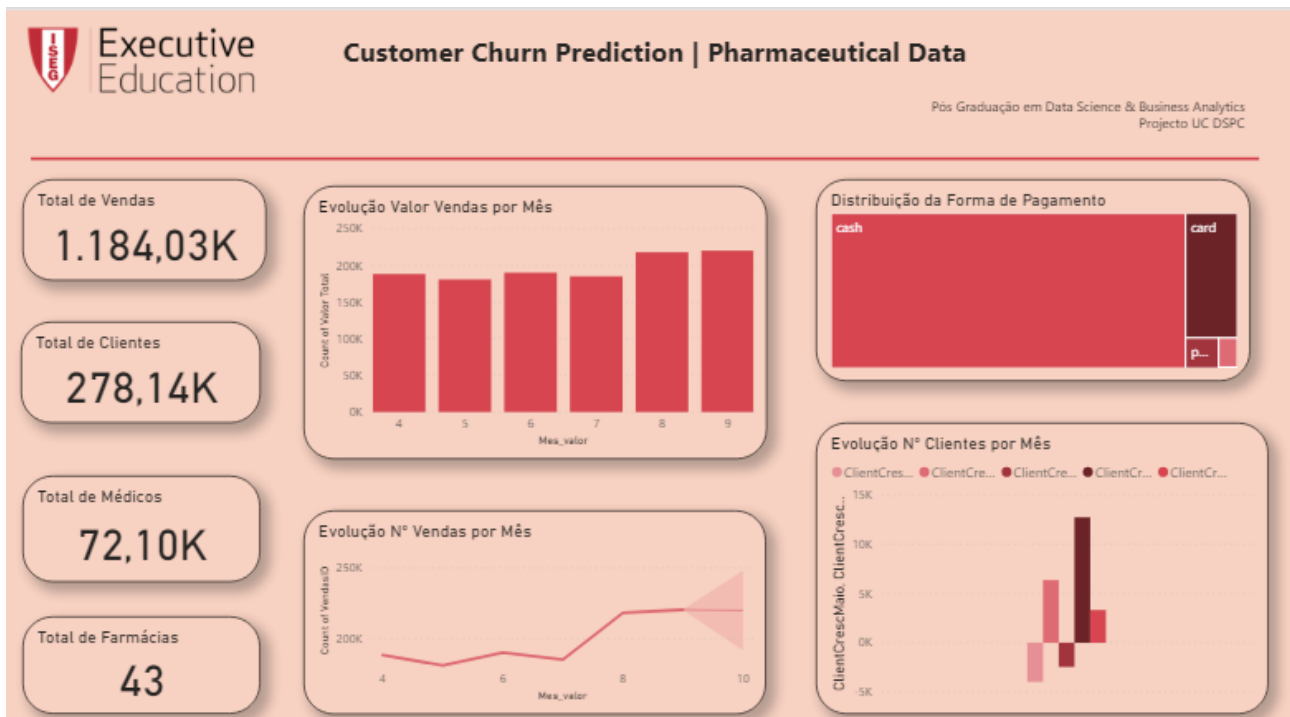 ISEG
Executive
Education
Customer Churn Prediction | Pharmaceutical Data
Pós Graduação em Data Science & Business Analytics
Projecto UC DSPC
Total de Vendas
1.184,03K
Total de Clientes
278,14K
Total de Médicos
72,10K
Total de Farmácias
43
Evolução Valor Vendas por Mês
Count of Valor Total
250K
200K
150K
100K
50K
0K
4 5 6 7 8 9
Mes_valor
Evolução Nº Vendas por Mês
Count of VendasID
250K
200K
4 6 8 10
Mes_valor
Distribuição da Forma de Pagamento
cash
card
p...
Evolução Nº Clientes por Mês
ClientCres... ClientCre... ClientCre... ClientCr... ClientCr...
ClientCrescMaio, ClientCresc...
15K
10K
5K
0K
-5K